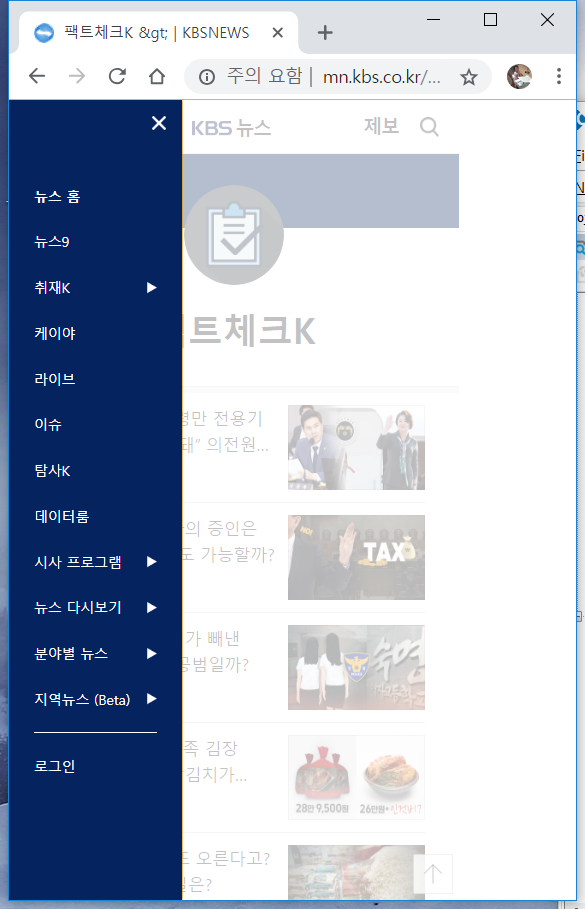 팩트체크K &gt; | KBSNEWS
주의 요함 | mn.kbs.co.kr/...
KBS 뉴스 제보
뉴스 홈
뉴스9
취재K
케이야
라이브
이슈
탐사K
데이터룸
시사 프로그램
뉴스 다시보기
분야별 뉴스
지역뉴스 (Beta)
로그인
트체크K
령만 전용기
의전원...
의 증인은
도 가능할까?
TAX
가 빼낸
공범일까?
숙명
족 김장
김치가...
28만 9,500원
26만원+인건비?
도 오른다고?
은?